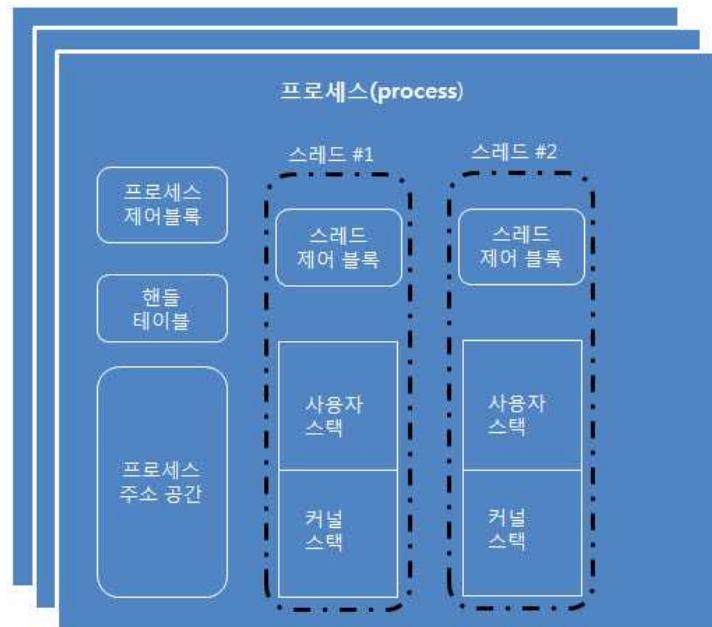 프로세스(process)
스레드 #1
스레드 #2
프로세스
제어블록
스레드
제어 블록
스레드
제어 블록
핸들
테이블
사용자
스택
사용자
스택
프로세스
주소 공간
커널
스택
커널
스택